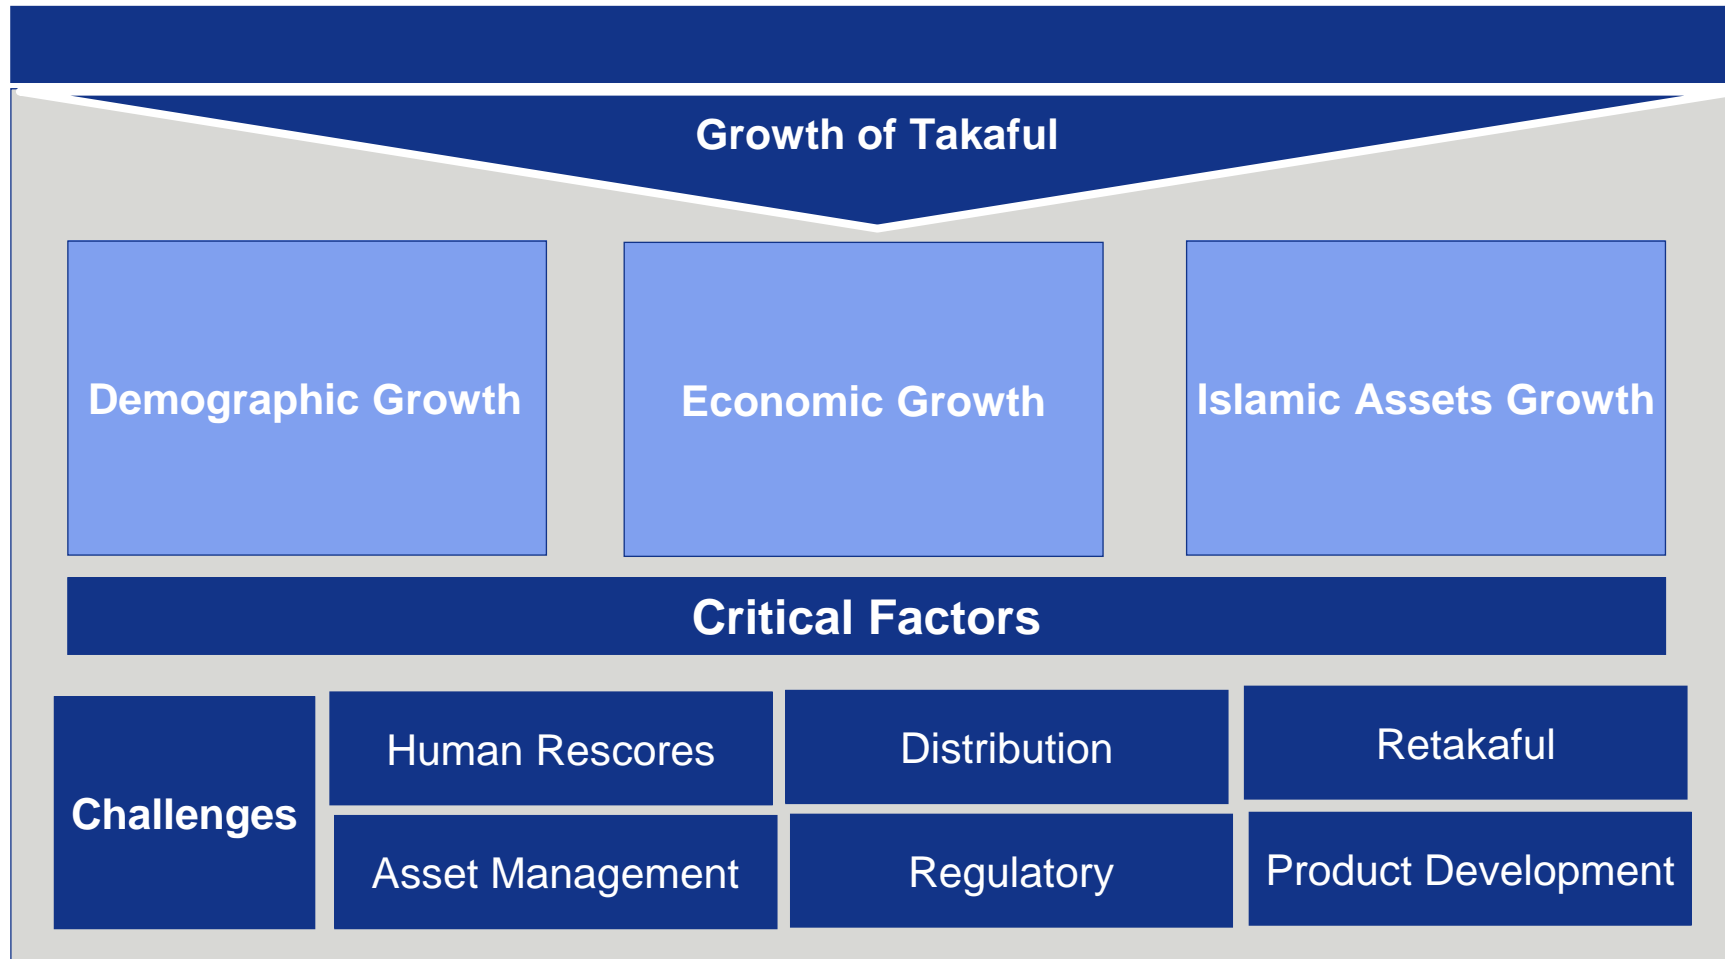 Growth of Takaful
Demographic Growth
Economic Growth
Islamic Assets Growth
Critical Factors
Challenges
Human Rescores
Distribution
Retakaful
Asset Management
Regulatory
Product Development